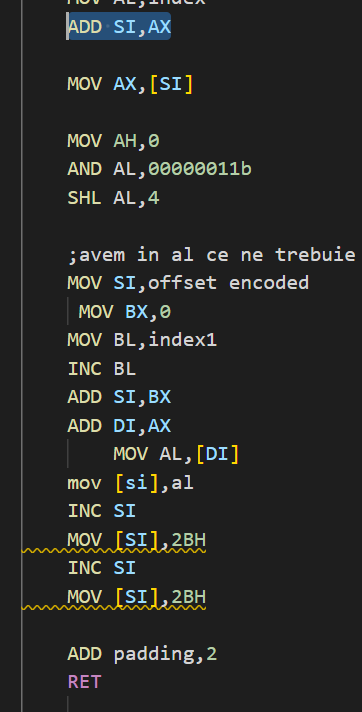 MOV AL,index
ADD SI,AX
MOV AX,[SI]
MOV AH,0
AND AL,00000011b
SHL AL,4
;avem in al ce ne trebuie
MOV SI,offset encoded
MOV BX,0
MOV BL,index1
INC BL
ADD SI,BX
ADD DI,AX
MOV AL,[DI]
mov [si],al
INC SI
MOV [SI],2BH
INC SI
MOV [SI],2BH
ADD padding,2
RET